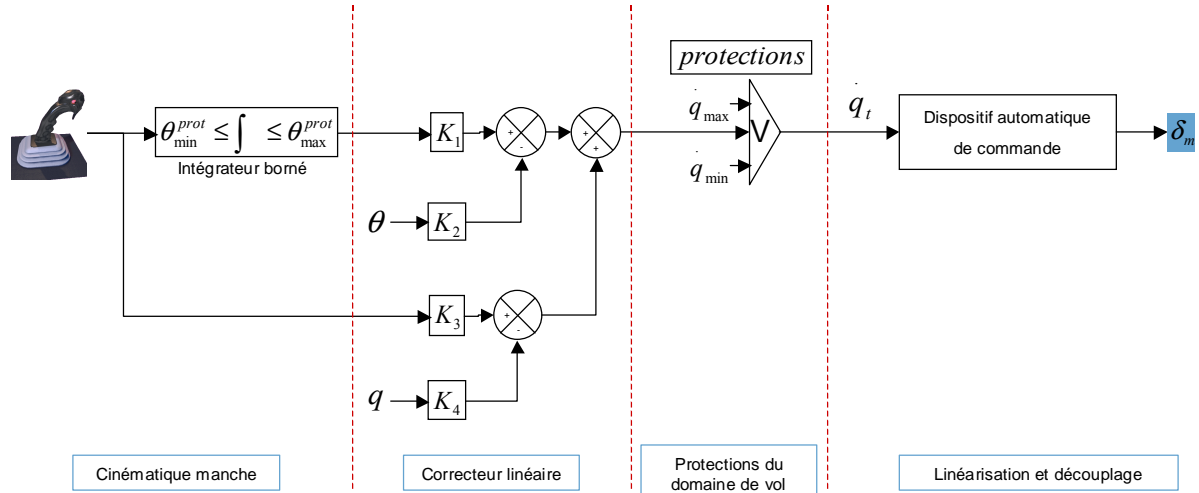 protections
θ_min^prot ≤ ∫ ≤ θ_max^prot
Intégrateur borné
K₁
+
-
+
+
θ
K₂
K₃
+
-
q
K₄
q̇_max
V
q̇_min
q̇_t
Dispositif automatique
de commande
δ_m
Cinématique manche
Correcteur linéaire
Protections du
domaine de vol
Linéarisation et découplage